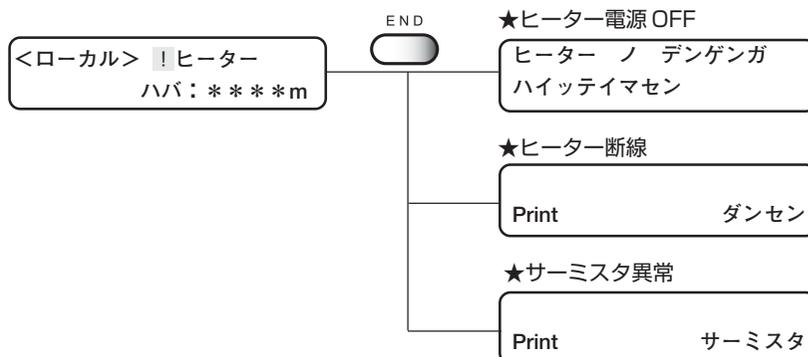 END
<ローカル> !ヒーター
ハバ：＊＊＊＊m
★ヒーター電源 OFF
ヒーター ノ デンゲンガ
ハイッテイマセン
★ヒーター断線
Print ダンセン
★サーミスタ異常
Print サーミスタ